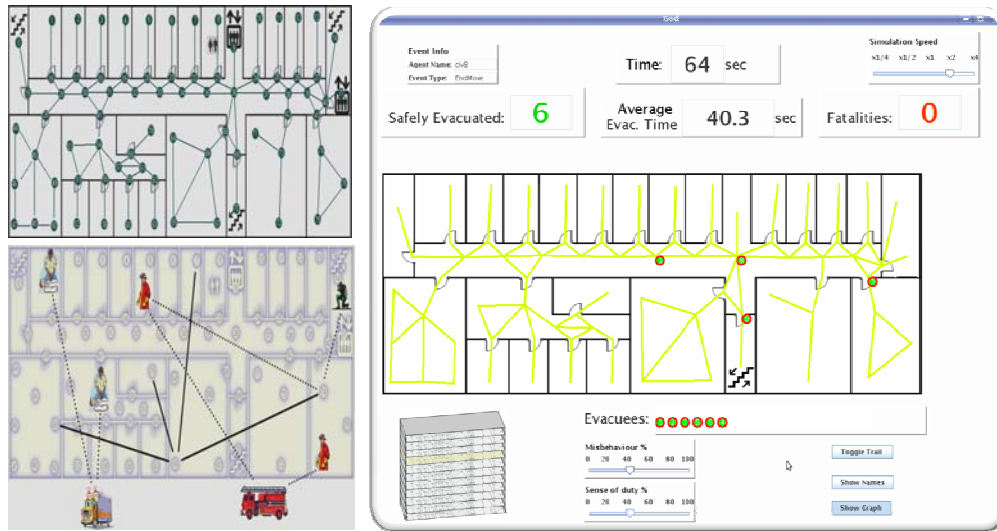 God
Event Info
Agent Name: civ8
Event Type: EndMove
Time: 64 sec
Simulation Speed
x1/4 x1/2 x1 x2 x4
Safely Evacuated: 6
Average
Evac. Time 40.3 sec
Fatalities: 0
Evacuees:
Misbehaviour %
0 20 40 60 80 100
Sense of duty %
0 20 40 60 80 100
Toggle Trail
Show Names
Show Graph